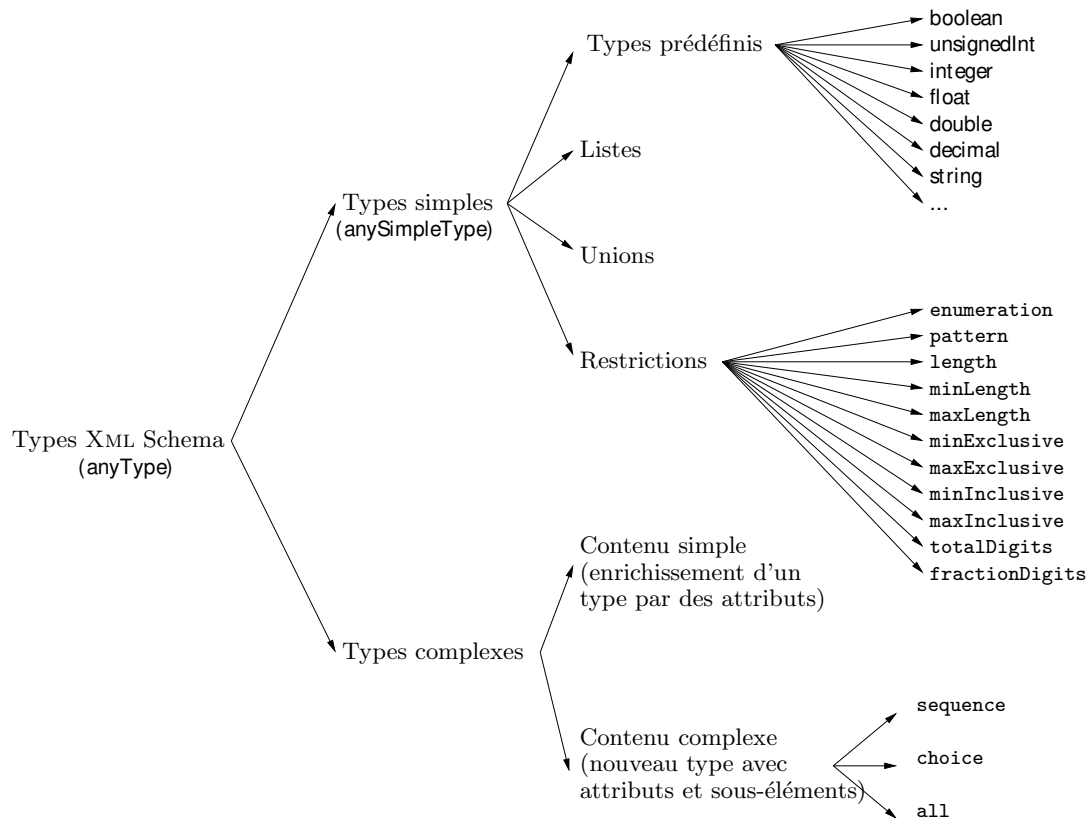 Types XML Schema
(anyType)
Types simples
(anySimpleType)
Types prédéfinis
boolean
unsignedInt
integer
float
double
decimal
string
...
Listes
Unions
Restrictions
enumeration
pattern
length
minLength
maxLength
minExclusive
maxExclusive
minInclusive
maxInclusive
totalDigits
fractionDigits
Types complexes
Contenu simple
(enrichissement d'un
type par des attributs)
Contenu complexe
(nouveau type avec
attributs et sous-éléments)
sequence
choice
all